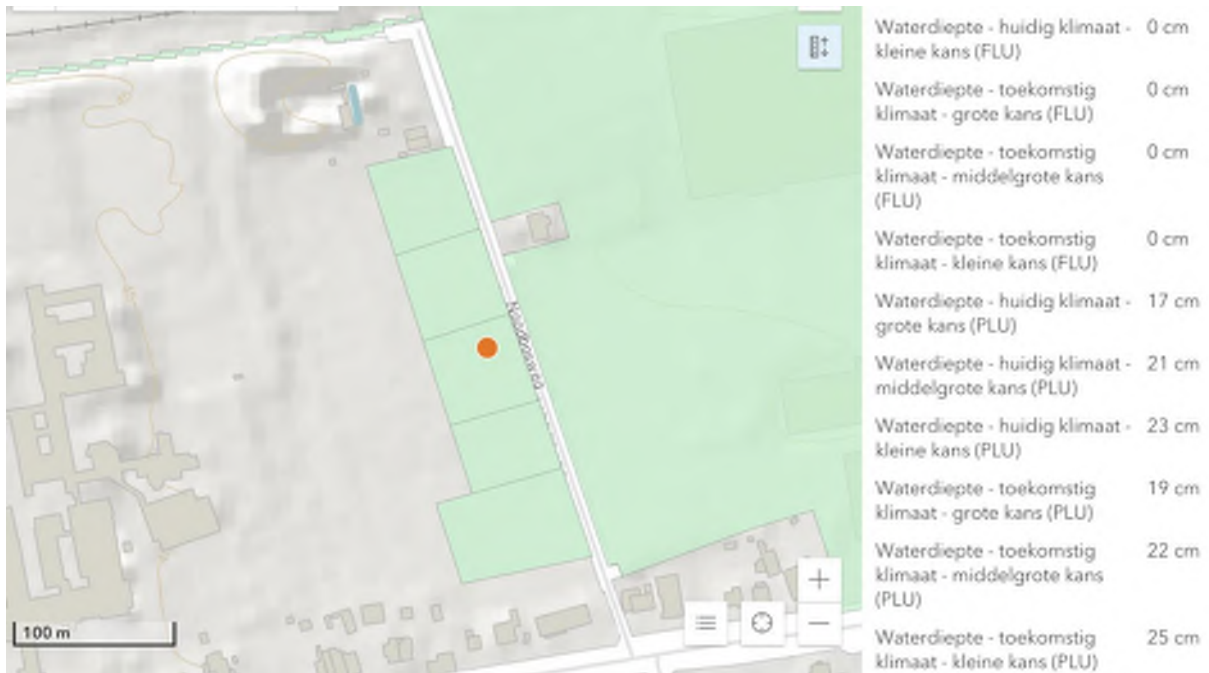 Waterdiepte - huidig klimaat - 0 cm
kleine kans (FLU)
Waterdiepte - toekomstig 0 cm
klimaat - grote kans (FLU)
Waterdiepte - toekomstig 0 cm
klimaat - middelgrote kans
(FLU)
Waterdiepte - toekomstig 0 cm
klimaat - kleine kans (FLU)
Waterdiepte - huidig klimaat - 17 cm
grote kans (PLU)
Waterdiepte - huidig klimaat - 21 cm
middelgrote kans (PLU)
Waterdiepte - huidig klimaat - 23 cm
kleine kans (PLU)
Waterdiepte - toekomstig 19 cm
klimaat - grote kans (PLU)
Waterdiepte - toekomstig 22 cm
klimaat - middelgrote kans
(PLU)
Waterdiepte - toekomstig 25 cm
klimaat - kleine kans (PLU)
100 m